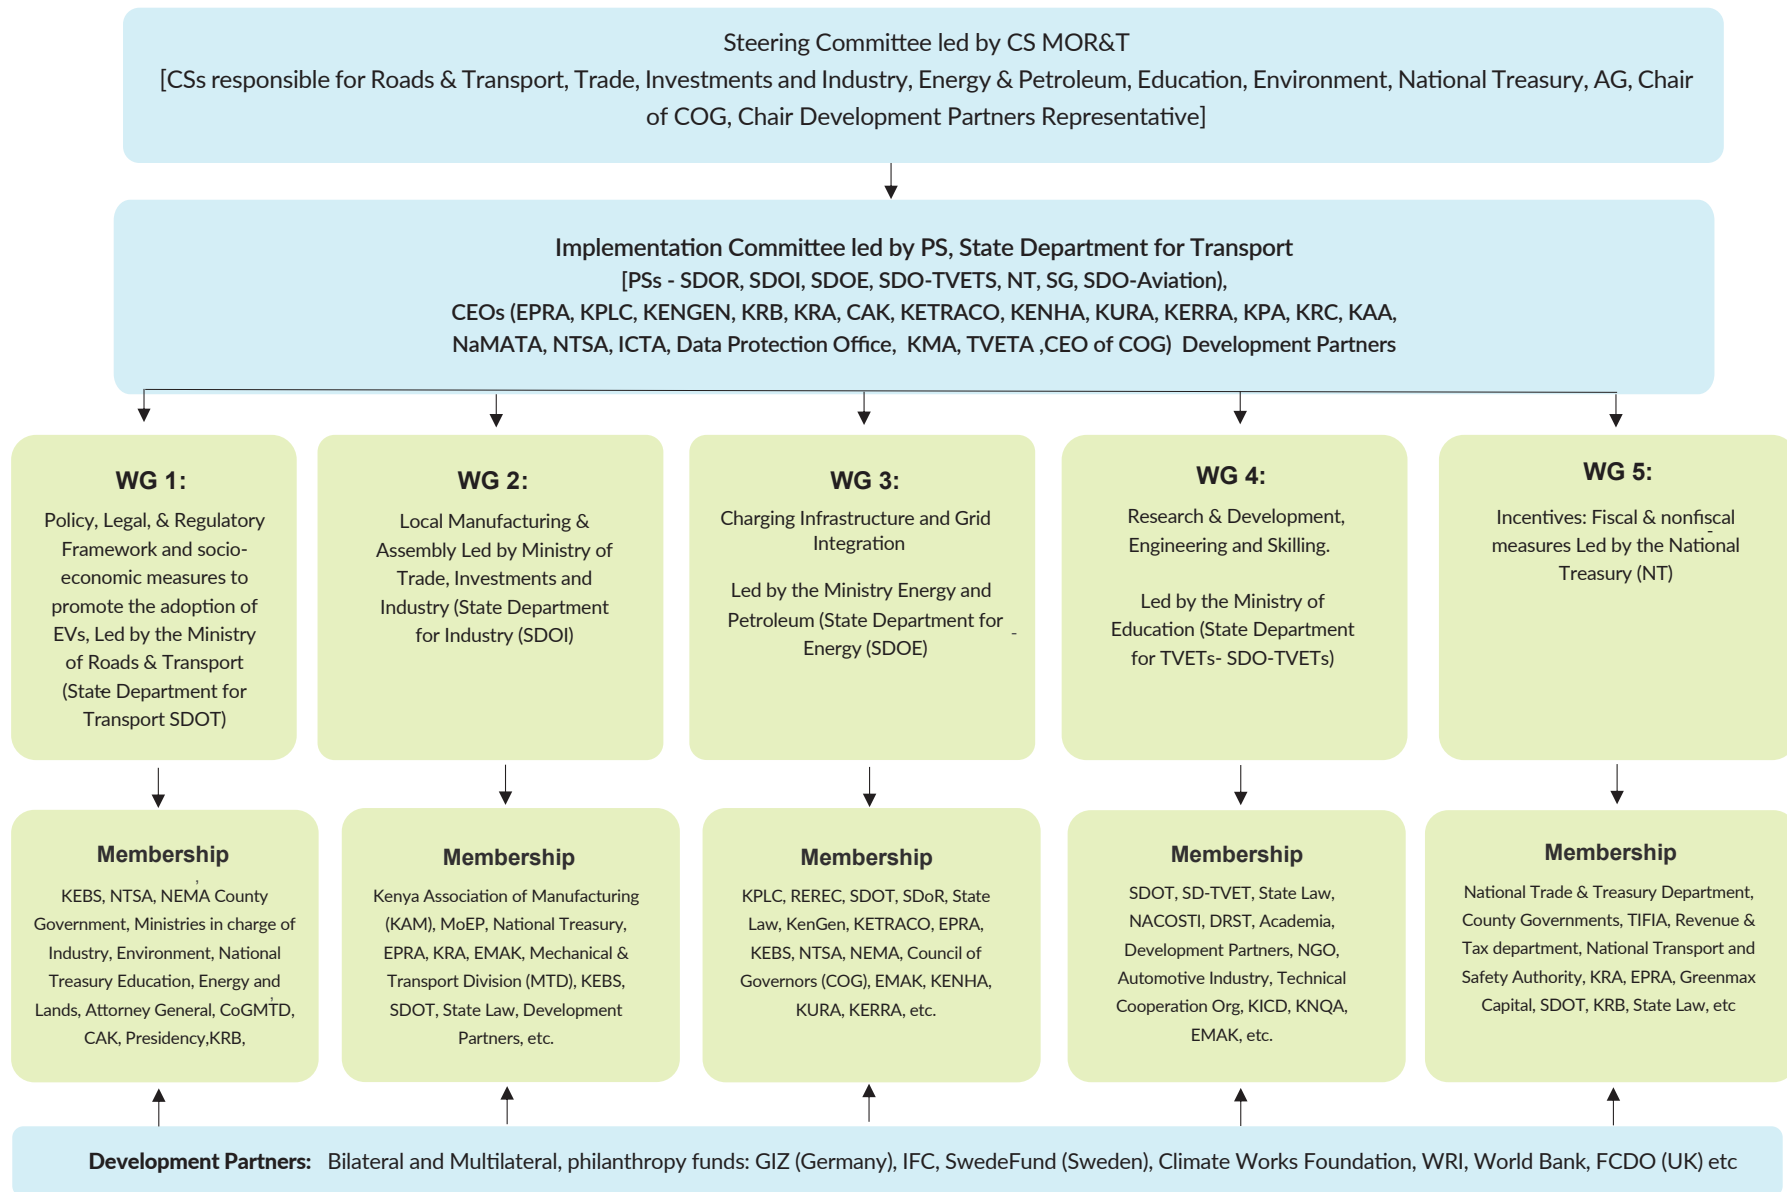 Steering Committee led by CS MOR&T
[CSs responsible for Roads & Transport, Trade, Investments and Industry, Energy & Petroleum, Education, Environment, National Treasury, AG, Chair
of COG, Chair Development Partners Representative]
Implementation Committee led by PS, State Department for Transport
[PSs - SDOR, SDOI, SDOE, SDO-TVETS, NT, SG, SDO-Aviation),
CEOs (EPRA, KPLC, KENGEN, KRB, KRA, CAK, KETRACO, KENHA, KURA, KERRA, KPA, KRC, KAA,
NaMATA, NTSA, ICTA, Data Protection Office, KMA, TVETA ,CEO of COG) Development Partners
WG 1:
Policy, Legal, & Regulatory
Framework and socio-
economic measures to
promote the adoption of
EVs, Led by the Ministry
of Roads & Transport
(State Department for
Transport SDOT)
WG 2:
Local Manufacturing &
Assembly Led by Ministry of
Trade, Investments and
Industry (State Department
for Industry (SDOI)
WG 3:
Charging Infrastructure and Grid
Integration
Led by the Ministry Energy and
Petroleum (State Department for -
Energy (SDOE)
WG 4:
Research & Development,
Engineering and Skilling.
Led by the Ministry of
Education (State Department
for TVETs- SDO-TVETs)
WG 5:
Incentives: Fiscal & nonfiscal
-
measures Led by the National
Treasury (NT)
Membership
,
KEBS, NTSA, NEMA County
Government, Ministries in charge of
Industry, Environment, National
Treasury Education, Energy and
Lands, Attorney General, CoGMTD,
,
CAK, Presidency,KRB,
Membership
Kenya Association of Manufacturing
(KAM), MoEP, National Treasury,
EPRA, KRA, EMAK, Mechanical &
Transport Division (MTD), KEBS,
SDOT, State Law, Development
Partners, etc.
Membership
KPLC, REREC, SDOT, SDoR, State
Law, KenGen, KETRACO, EPRA,
KEBS, NTSA, NEMA, Council of
Governors (COG), EMAK, KENHA,
KURA, KERRA, etc.
Membership
SDOT, SD-TVET, State Law,
NACOSTI, DRST, Academia,
Development Partners, NGO,
Automotive Industry, Technical
Cooperation Org, KICD, KNQA,
EMAK, etc.
Membership
National Trade & Treasury Department,
County Governments, TIFIA, Revenue &
Tax department, National Transport and
Safety Authority, KRA, EPRA, Greenmax
Capital, SDOT, KRB, State Law, etc
Development Partners: Bilateral and Multilateral, philanthropy funds: GIZ (Germany), IFC, SwedeFund (Sweden), Climate Works Foundation, WRI, World Bank, FCDO (UK) etc